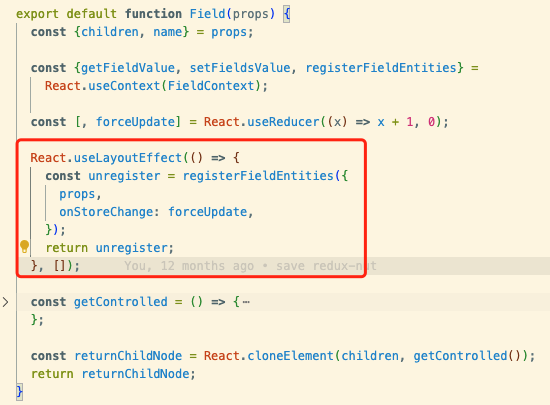 export default function Field(props) {
  const {children, name} = props;
  const {getFieldValue, setFieldsValue, registerFieldEntities} =
    React.useContext(FieldContext);
  const [, forceUpdate] = React.useReducer((x) => x + 1, 0);
  React.useLayoutEffect(() => {
    const unregister = registerFieldEntities({
      props,
      onStoreChange: forceUpdate,
    });
    return unregister;
  }, []);      You, 12 months ago • save redux-nut
> const getControlled = () => {⋯
  };
  const returnChildNode = React.cloneElement(children, getControlled());
  return returnChildNode;
}